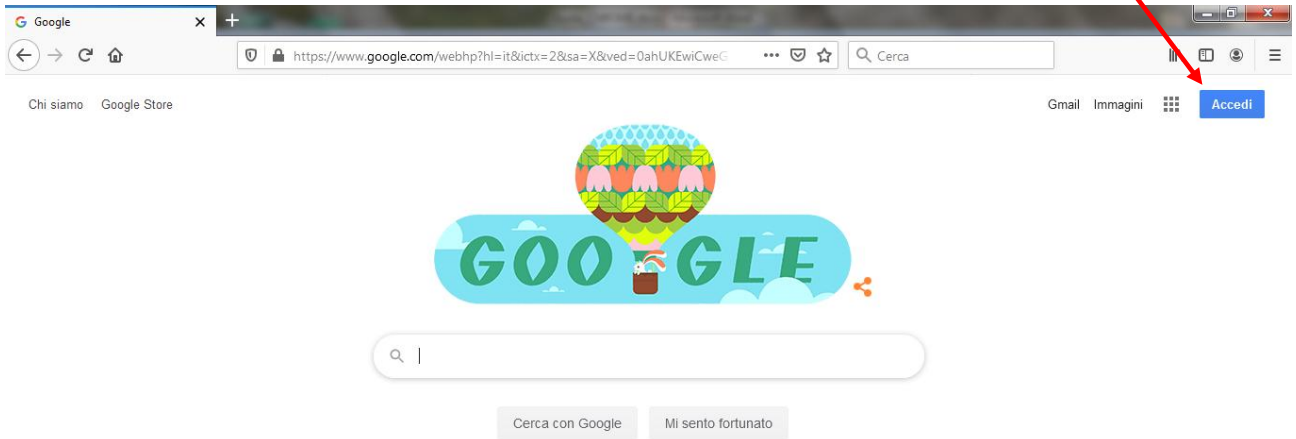 Google
https://www.google.com/webhp?hl=it&ictx=2&sa=X&ved=0ahUKEwiCweG
Cerca
Chi siamo Google Store
Gmail Immagini Accedi
GOOGLE
Cerca con Google Mi sento fortunato